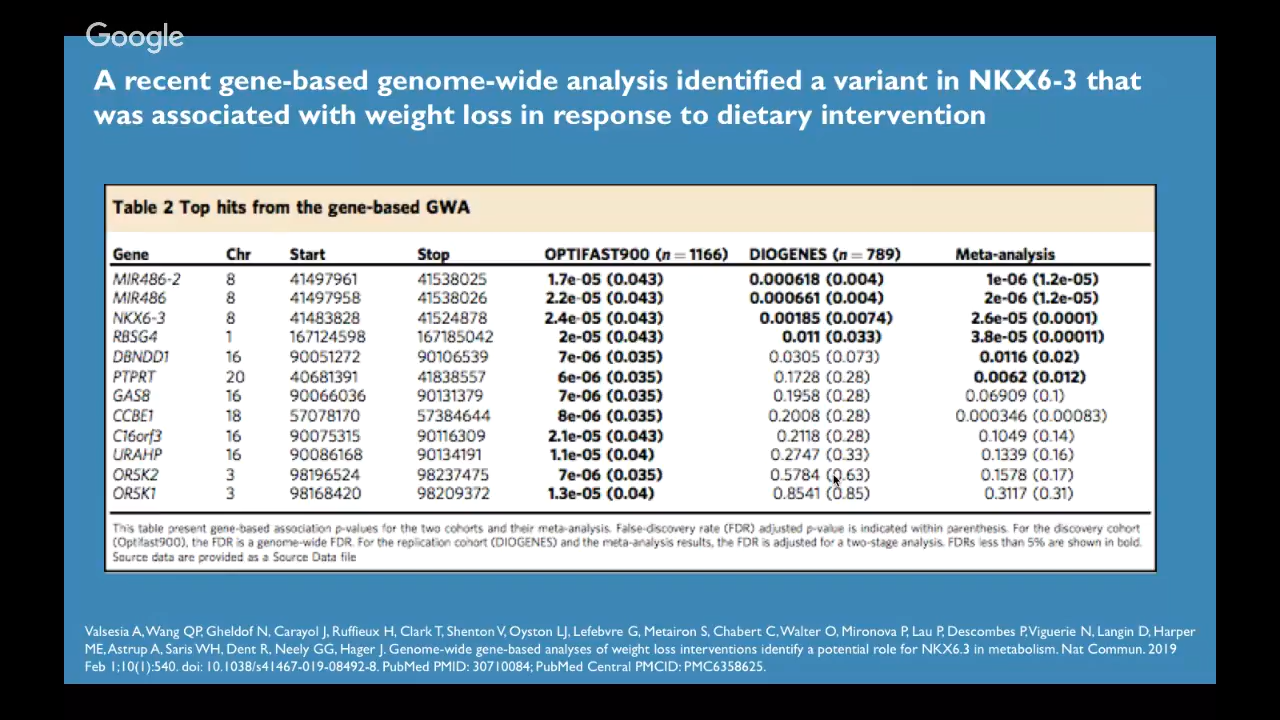 Google
A recent gene-based genome-wide analysis identified a variant in NKX6-3 that
was associated with weight loss in response to dietary intervention
Table 2 Top hits from the gene-based GWA
Gene Chr Start Stop OPTIFAST900 (n = 1166) DIOGENES (n = 789) Meta-analysis
MIR486-2 8 41497961 41538025 1.7e-05 (0.043) 0.000618 (0.004) 1e-06 (1.2e-05)
MIR486 8 41497958 41538026 2.2e-05 (0.043) 0.000661 (0.004) 2e-06 (1.2e-05)
NKX6-3 8 41483828 41524878 2.4e-05 (0.043) 0.00185 (0.0074) 2.6e-05 (0.0001)
RBSG4 1 167124598 167185042 2e-05 (0.043) 0.011 (0.033) 3.8e-05 (0.00011)
DBNDD1 16 90051272 90106539 7e-06 (0.035) 0.0305 (0.073) 0.0116 (0.02)
PTPRT 20 40681391 41838557 6e-06 (0.035) 0.1728 (0.28) 0.0062 (0.012)
GAS8 16 90066036 90131379 7e-06 (0.035) 0.1958 (0.28) 0.06909 (0.1)
CCBE1 18 57078170 57384644 8e-06 (0.035) 0.2008 (0.28) 0.000346 (0.00083)
C16orf3 16 90075315 90116309 2.1e-05 (0.043) 0.2118 (0.28) 0.1049 (0.14)
URAHP 16 90086168 90134191 1.1e-05 (0.04) 0.2747 (0.33) 0.1339 (0.16)
OR5K2 3 98196524 98237475 7e-06 (0.035) 0.5784 (0.63) 0.1578 (0.17)
OR5K1 3 98168420 98209372 1.3e-05 (0.04) 0.8541 (0.85) 0.3117 (0.31)
This table present gene-based association p-values for the two cohorts and their meta-analysis. False-discovery rate (FDR) adjusted p-value is indicated within parenthesis. For the discovery cohort
(Optifast900), the FDR is a genome-wide FDR. For the replication cohort (DIOGENES) and the meta-analysis results, the FDR is adjusted for a two-stage analysis. FDRs less than 5% are shown in bold.
Source data are provided as a Source Data file
Valsesia A, Wang QP, Gheldof N, Carayol J, Ruffieux H, Clark T, Shenton V, Oyston LJ, Lefebvre G, Metairon S, Chabert C, Walter O, Mironova P, Lau P, Descombes P, Viguerie N, Langin D, Harper
ME, Astrup A, Saris WH, Dent R, Neely GG, Hager J. Genome-wide gene-based analyses of weight loss interventions identify a potential role for NKX6.3 in metabolism. Nat Commun. 2019
Feb 1;10(1):540. doi: 10.1038/s41467-019-08492-8. PubMed PMID: 30710084; PubMed Central PMCID: PMC6358625.